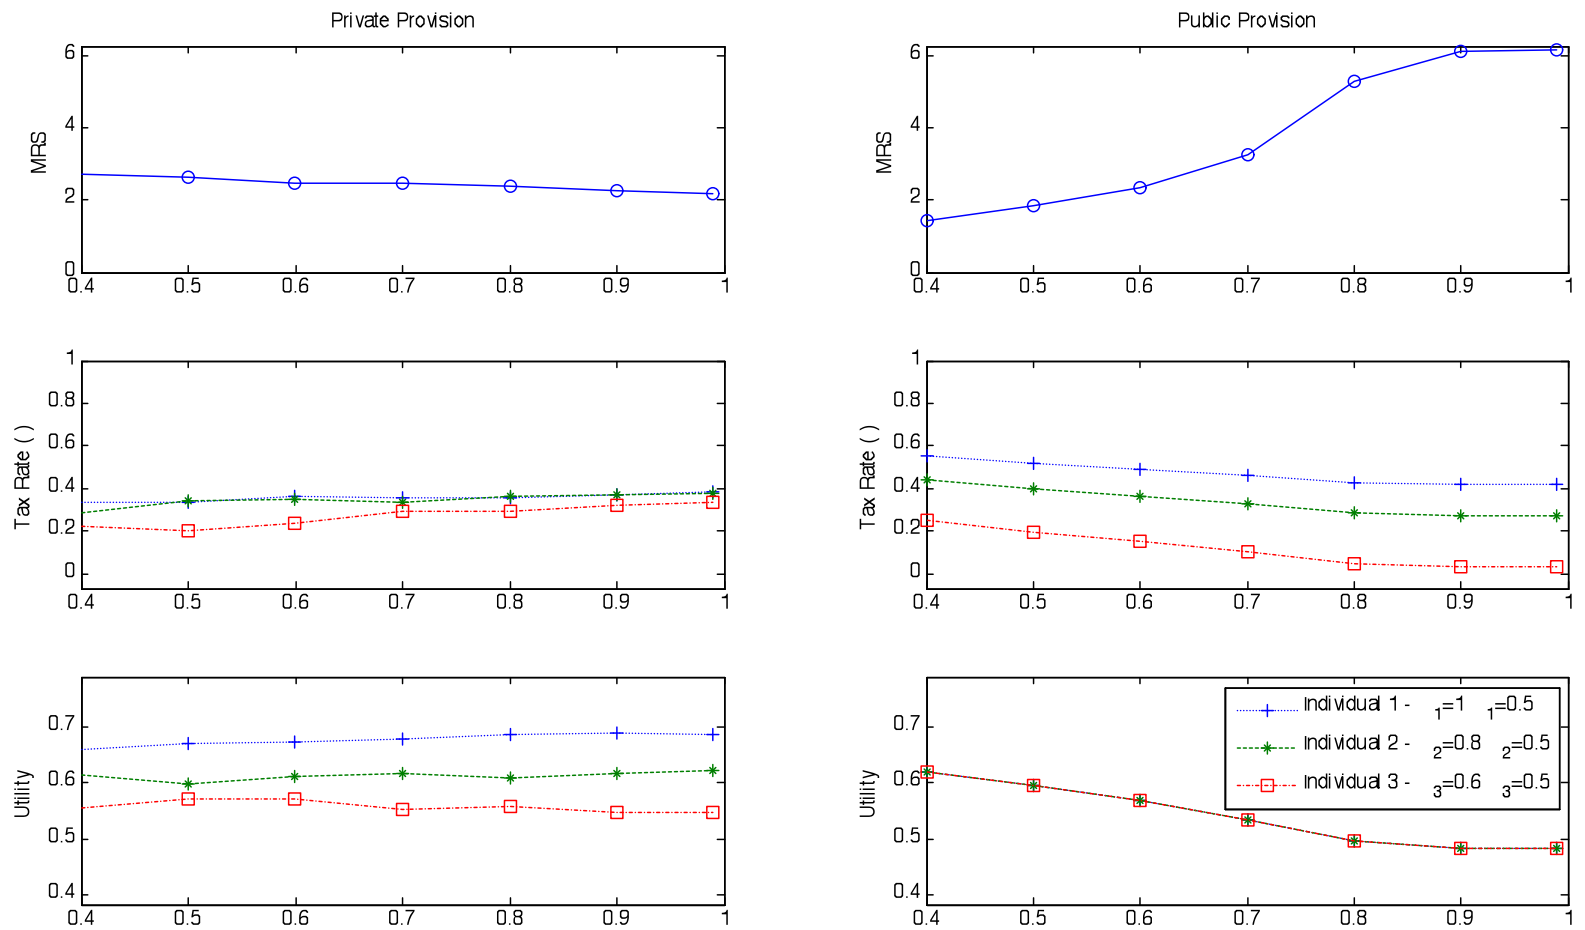 Private Provision
Public Provision
MRS
6
4
2
0
0.4 0.5 0.6 0.7 0.8 0.9 1
MRS
6
4
2
0
0.4 0.5 0.6 0.7 0.8 0.9 1
Tax Rate ( )
1
0.8
0.6
0.4
0.2
0
0.4 0.5 0.6 0.7 0.8 0.9 1
Tax Rate ( )
1
0.8
0.6
0.4
0.2
0
0.4 0.5 0.6 0.7 0.8 0.9 1
Utility
0.7
0.6
0.5
0.4
0.4 0.5 0.6 0.7 0.8 0.9 1
Utility
0.7
0.6
0.5
0.4
0.4 0.5 0.6 0.7 0.8 0.9 1
Individual 1 - 1=1 1=0.5
Individual 2 - 2=0.8 2=0.5
Individual 3 - 3=0.6 3=0.5